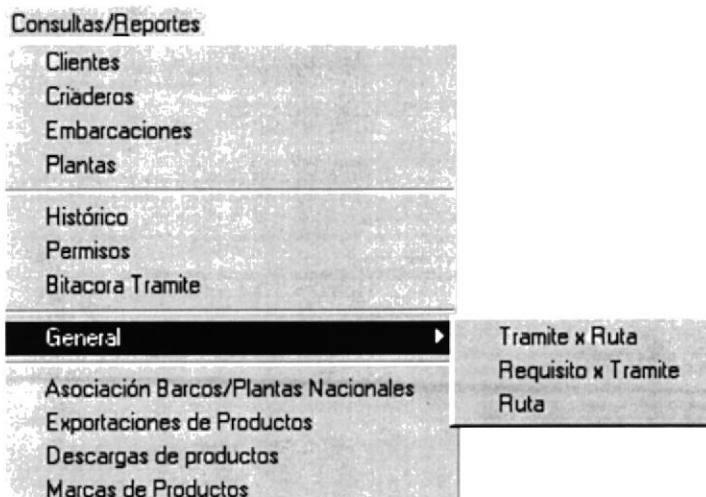 Consultas/Reportes
Clientes
Criaderos
Embarcaciones
Plantas
Histórico
Permisos
Bitacora Tramite
General
Tramite x Ruta
Requisito x Tramite
Ruta
Asociación Barcos/Plantas Nacionales
Exportaciones de Productos
Descargas de productos
Marcas de Productos